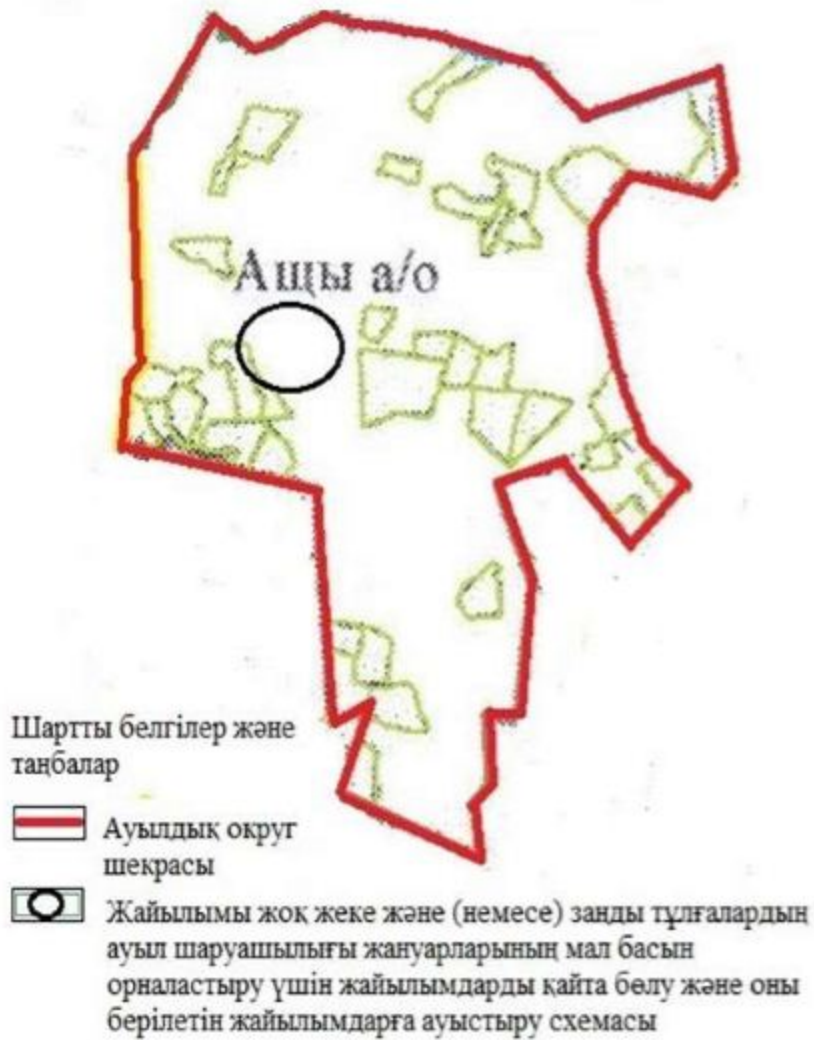 Ащы а/о
Шартты белгілер және
таңбалар
Ауылдық округ
шекрасы
Жайылымы жоқ жеке және (немесе) заңды тұлғалардың
ауыл шаруашылығы жануарларының мал басын
орналастыру үшін жайылымдарды қайта бөлу және оны
берілетін жайылымдарға ауыстыру схемасы